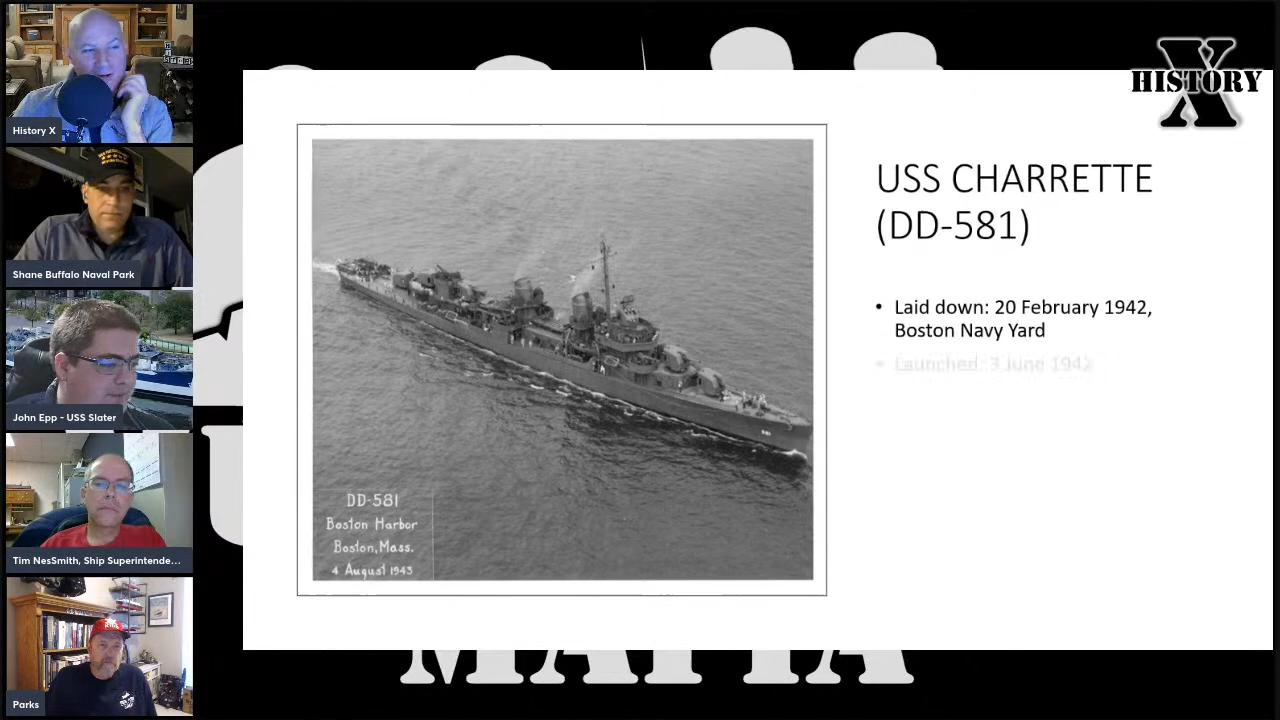 History X
Shane Buffalo Naval Park
John Epp - USS Slater
Tim NesSmith, Ship Superintende...
Parks
HISTORY
X
USS CHARRETTE
(DD-581)
• Laid down: 20 February 1942,
Boston Navy Yard
• Launched: 3 June 1942
DD-581
Boston Harbor
Boston, Mass.
4 August 1943
581
MAFIA